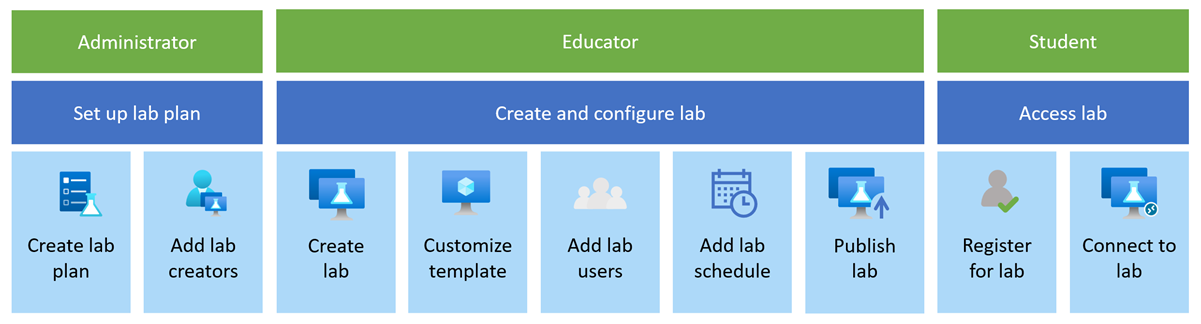 Administrator
Educator
Student
Set up lab plan
Create and configure lab
Access lab
Create lab
plan
Add lab
creators
Create
lab
Customize
template
Add lab
users
Add lab
schedule
Publish
lab
Register
for lab
Connect to
lab